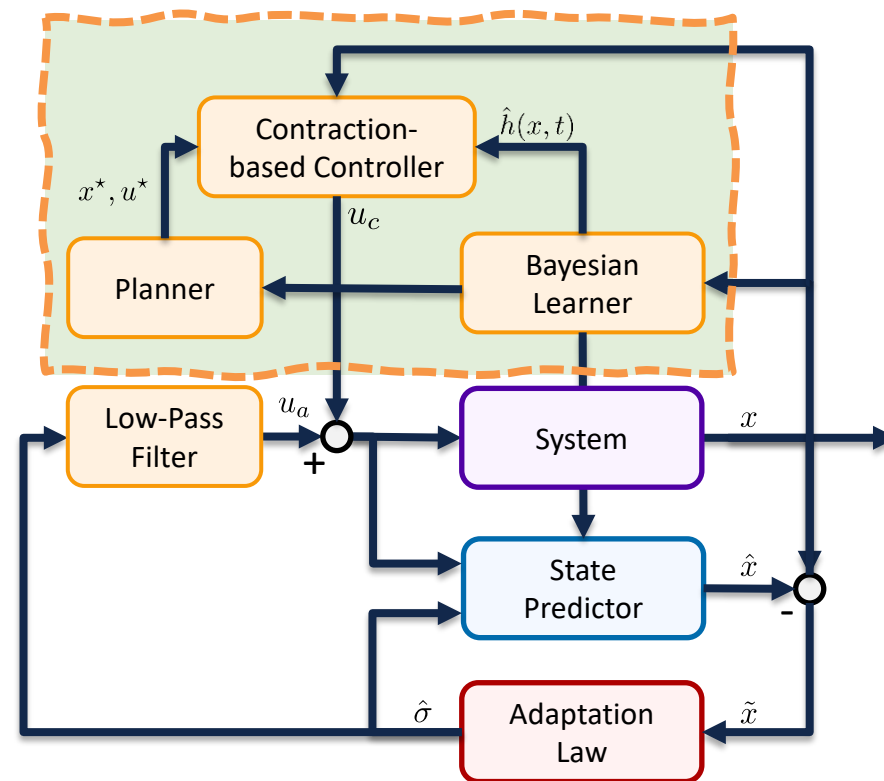 Contraction-
based Controller
ĥ(x, t)
x⋆, u⋆
u_c
Planner
Bayesian
Learner
Low-Pass
Filter
u_a
+
System
x
State
Predictor
x̂
-
σ̂
Adaptation
Law
x̃